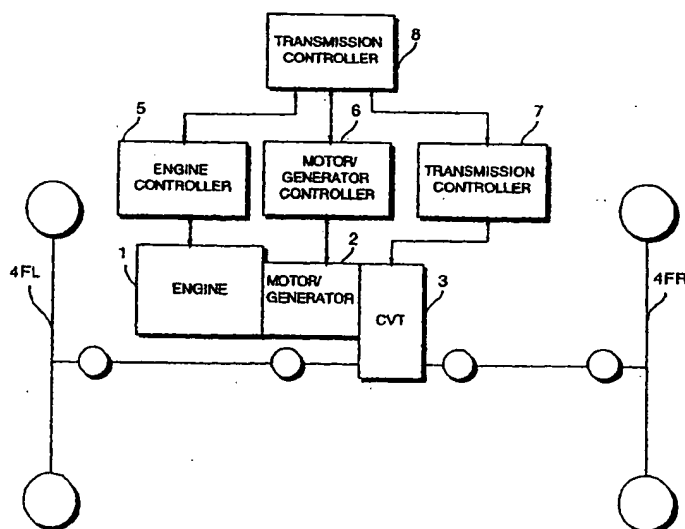 TRANSMISSION
CONTROLLER
8
5
6
7
ENGINE
CONTROLLER
MOTOR/
GENERATOR
CONTROLLER
TRANSMISSION
CONTROLLER
1
2
3
4FL
ENGINE
MOTOR/
GENERATOR
CVT
4FR